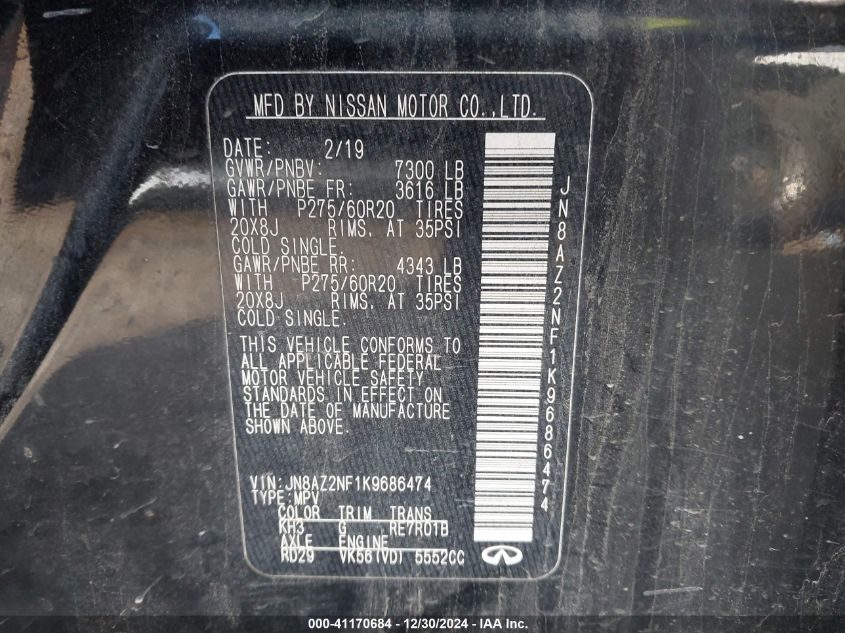 MFD BY NISSAN MOTOR CO.,LTD.
DATE: 2/19
GVWR/PNBV: 7300 LB
GAWR/PNBE FR: 3616 LB
WITH P275/60R20 TIRES
20X8J RIMS, AT 35PSI
COLD SINGLE.
GAWR/PNBE RR: 4343 LB
WITH P275/60R20 TIRES
20X8J RIMS, AT 35PSI
COLD SINGLE.
THIS VEHICLE CONFORMS TO
ALL APPLICABLE FEDERAL
MOTOR VEHICLE SAFETY
STANDARDS IN EFFECT ON
THE DATE OF MANUFACTURE
SHOWN ABOVE.
VIN:JN8AZ2NF1K9686474
TYPE:MPV
COLOR TRIM TRANS
KH3 G RE7R01B
AXLE ENGINE
RD29 VK56(VD) 5552CC
JN8AZ2NF1K9686474
000-41170684 - 12/30/2024 - IAA Inc.